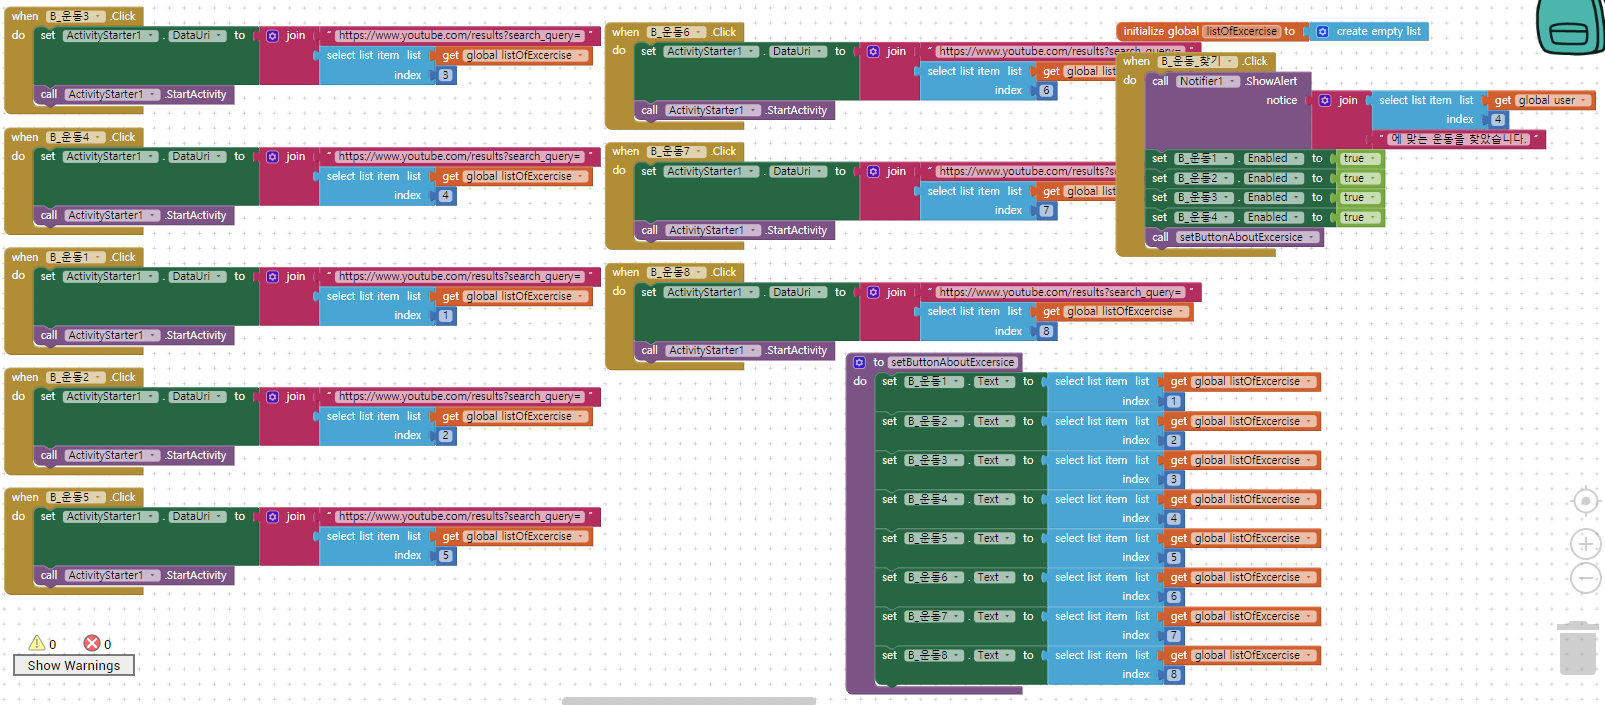 when B_운동3 .Click
do set ActivityStarter1 . DataUri to join " https://www.youtube.com/results?search_query= "
select list item list get global listOfExcercise
index 3
call ActivityStarter1 .StartActivity
when B_운동4 .Click
do set ActivityStarter1 . DataUri to join " https://www.youtube.com/results?search_query= "
select list item list get global listOfExcercise
index 4
call ActivityStarter1 .StartActivity
when B_운동1 .Click
do set ActivityStarter1 . DataUri to join " https://www.youtube.com/results?search_query= "
select list item list get global listOfExcercise
index 1
call ActivityStarter1 .StartActivity
when B_운동2 .Click
do set ActivityStarter1 . DataUri to join " https://www.youtube.com/results?search_query= "
select list item list get global listOfExcercise
index 2
call ActivityStarter1 .StartActivity
when B_운동5 .Click
do set ActivityStarter1 . DataUri to join " https://www.youtube.com/results?search_query= "
select list item list get global listOfExcercise
index 5
call ActivityStarter1 .StartActivity
0 0
Show Warnings
when B_운동6 .Click
do set ActivityStarter1 . DataUri to join " https://www.youtube.com/results?search_query= "
select list item list get global list
index 6
call ActivityStarter1 .StartActivity
when B_운동7 .Click
do set ActivityStarter1 . DataUri to join " https://www.youtube.com/results?s
select list item list get global list
index 7
call ActivityStarter1 .StartActivity
when B_운동8 .Click
do set ActivityStarter1 . DataUri to join " https://www.youtube.com/results?search_query= "
select list item list get global listOfExcercise
index 8
call ActivityStarter1 .StartActivity
initialize global listOfExcercise to create empty list
when B_운동_찾기 .Click
do call Notifier1 .ShowAlert
notice join select list item list get global user
index 4
" 에 맞는 운동을 찾았습니다. "
set B_운동1 . Enabled to true
set B_운동2 . Enabled to true
set B_운동3 . Enabled to true
set B_운동4 . Enabled to true
call setButtonAboutExcersice
to setButtonAboutExcersice
do set B_운동1 . Text to select list item list get global listOfExcercise
index 1
set B_운동2 . Text to select list item list get global listOfExcercise
index 2
set B_운동3 . Text to select list item list get global listOfExcercise
index 3
set B_운동4 . Text to select list item list get global listOfExcercise
index 4
set B_운동5 . Text to select list item list get global listOfExcercise
index 5
set B_운동6 . Text to select list item list get global listOfExcercise
index 6
set B_운동7 . Text to select list item list get global listOfExcercise
index 7
set B_운동8 . Text to select list item list get global listOfExcercise
index 8